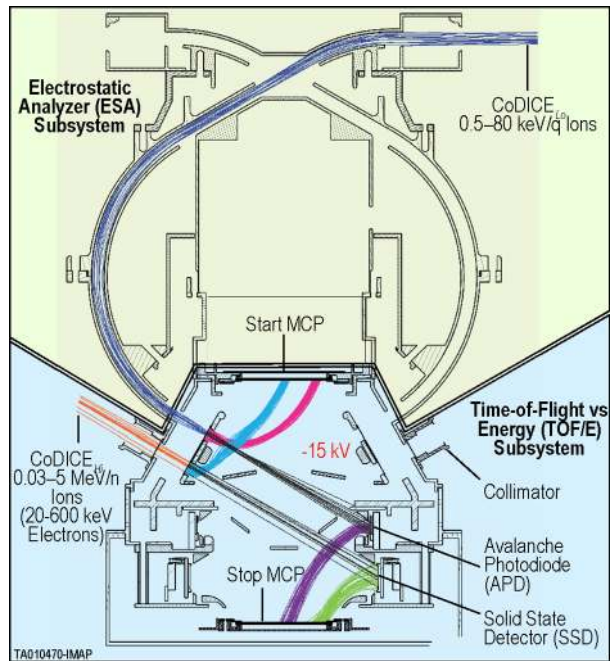 Electrostatic
Analyzer (ESA)
Subsystem
CoDICE Lo
0.5–80 keV/q Ions
Start MCP
-15 kV
Time-of-Flight vs
Energy (TOF/E)
Subsystem
CoDICE Hi
0.03–5 MeV/n
Ions
(20-600 keV
Electrons)
Collimator
Avalanche
Photodiode
(APD)
Stop MCP
Solid State
Detector (SSD)
TA010470-IMAP